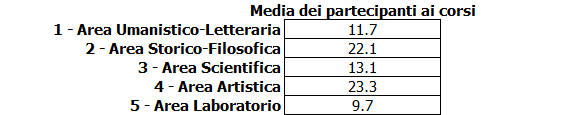 Media dei partecipanti ai corsi
1 - Area Umanistico-Letteraria 11.7
2 - Area Storico-Filosofica 22.1
3 - Area Scientifica 13.1
4 - Area Artistica 23.3
5 - Area Laboratorio 9.7